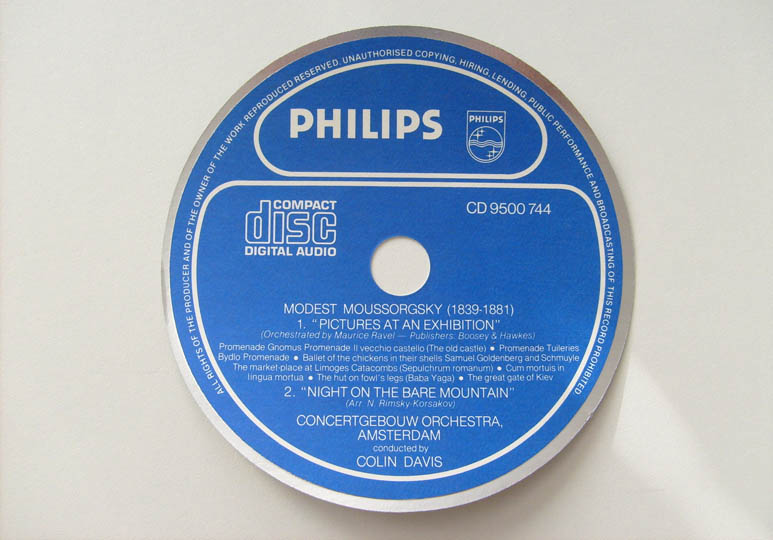 ALL RIGHTS OF THE PRODUCER AND OF THE OWNER OF THE WORK REPRODUCED RESERVED. UNAUTHORISED COPYING, HIRING, LENDING, PUBLIC PERFORMANCE AND BROADCASTING OF THIS RECORD PROHIBITED
PHILIPS
PHILIPS
COMPACT
disc
DIGITAL AUDIO
CD 9500 744
MODEST MOUSSORGSKY (1839-1881)
1. "PICTURES AT AN EXHIBITION"
(Orchestrated by Maurice Ravel — Publishers: Boosey & Hawkes)
Promenade Gnomus Promenade Il vecchio castello (The old castle) ● Promenade Tuileries
Bydlo Promenade ● Ballet of the chickens in their shells Samuel Goldenberg and Schmuyle
The market-place at Limoges Catacombs (Sepulchrum romanum) ● Cum mortuis in
lingua mortua ● The hut on fowl's legs (Baba Yaga) ● The great gate of Kiev
2. "NIGHT ON THE BARE MOUNTAIN"
(Arr. N. Rimsky-Korsakov)
CONCERTGEBOUW ORCHESTRA,
AMSTERDAM
conducted by
COLIN DAVIS